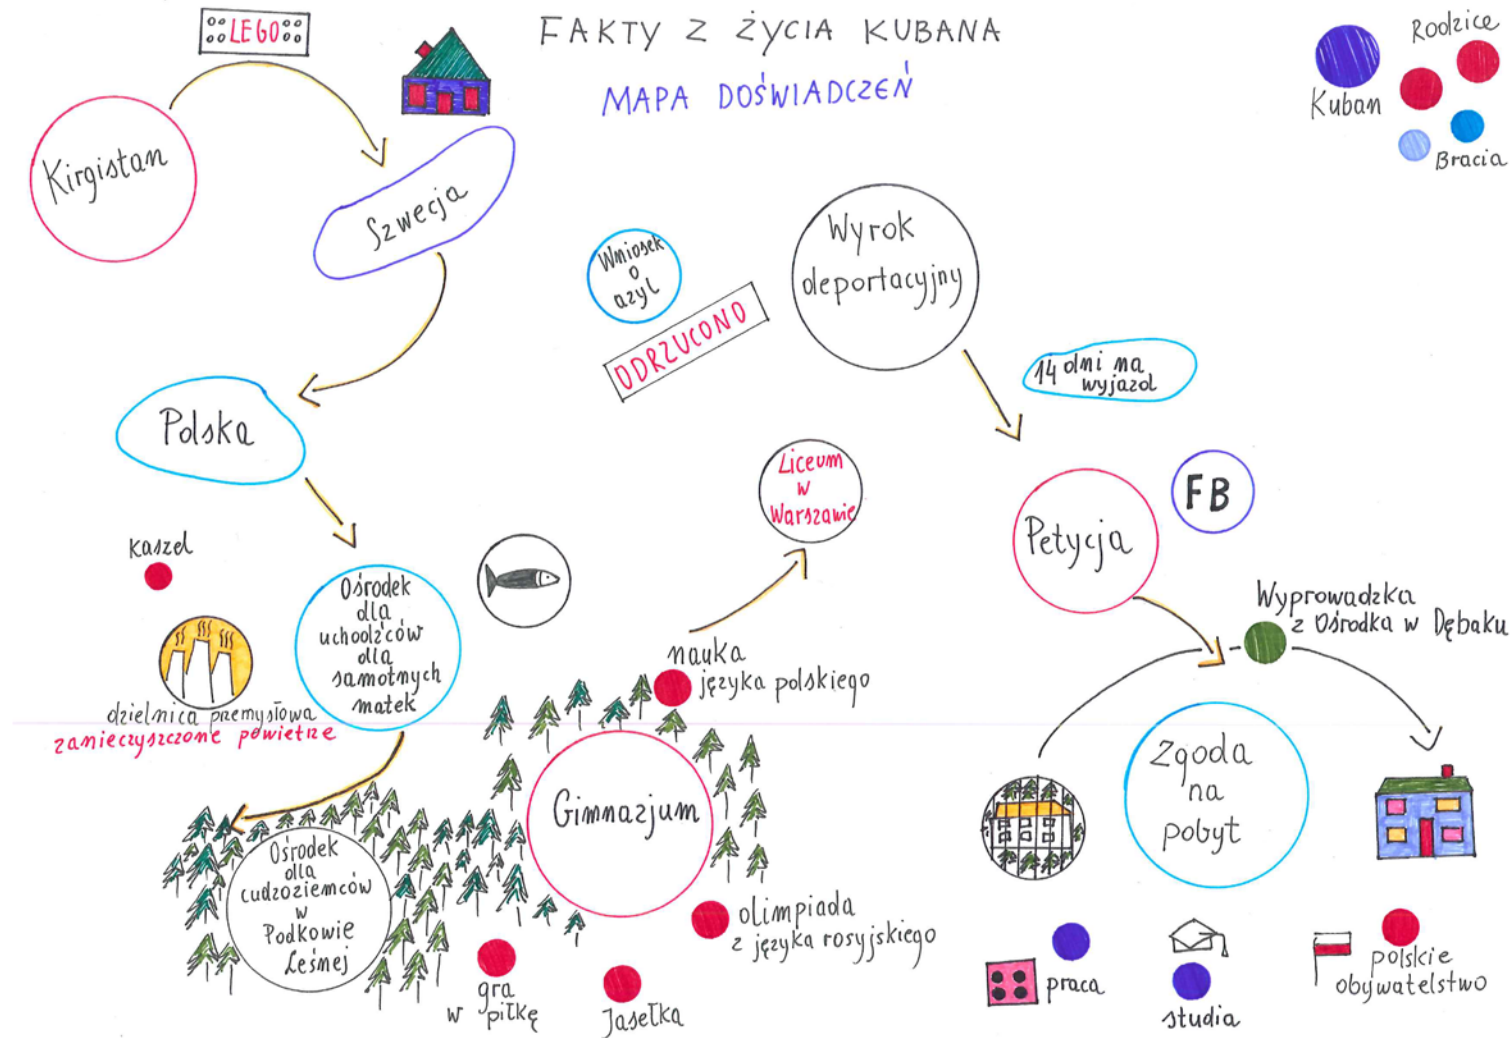 FAKTY Z ŻYCIA KUBANA
MAPA DOŚWIADCZEŃ
LEGO
Kirgistan
Szwecja
Polska
kaszel
dzielnica przemysłowa
zanieczyszczone powietrze
Ośrodek
dla
uchodźców
dla
samotnych
matek
Ośrodek
dla
cudzoziemców
w
Podkowie
Leśnej
Gimnazjum
gra
w piłkę
Jasełka
olimpiada
z języka rosyjskiego
nauka
języka polskiego
Liceum
w
Warszawie
Wniosek
o
azyl
ODRZUCONO
Wyrok
deportacyjny
14 dni na
wyjazd
Petycja
FB
Wyprowadzka
z Ośrodka w Dębaku
Zgoda
na
pobyt
praca
studia
polskie
obywatelstwo
Kuban
Rodzice
Bracia